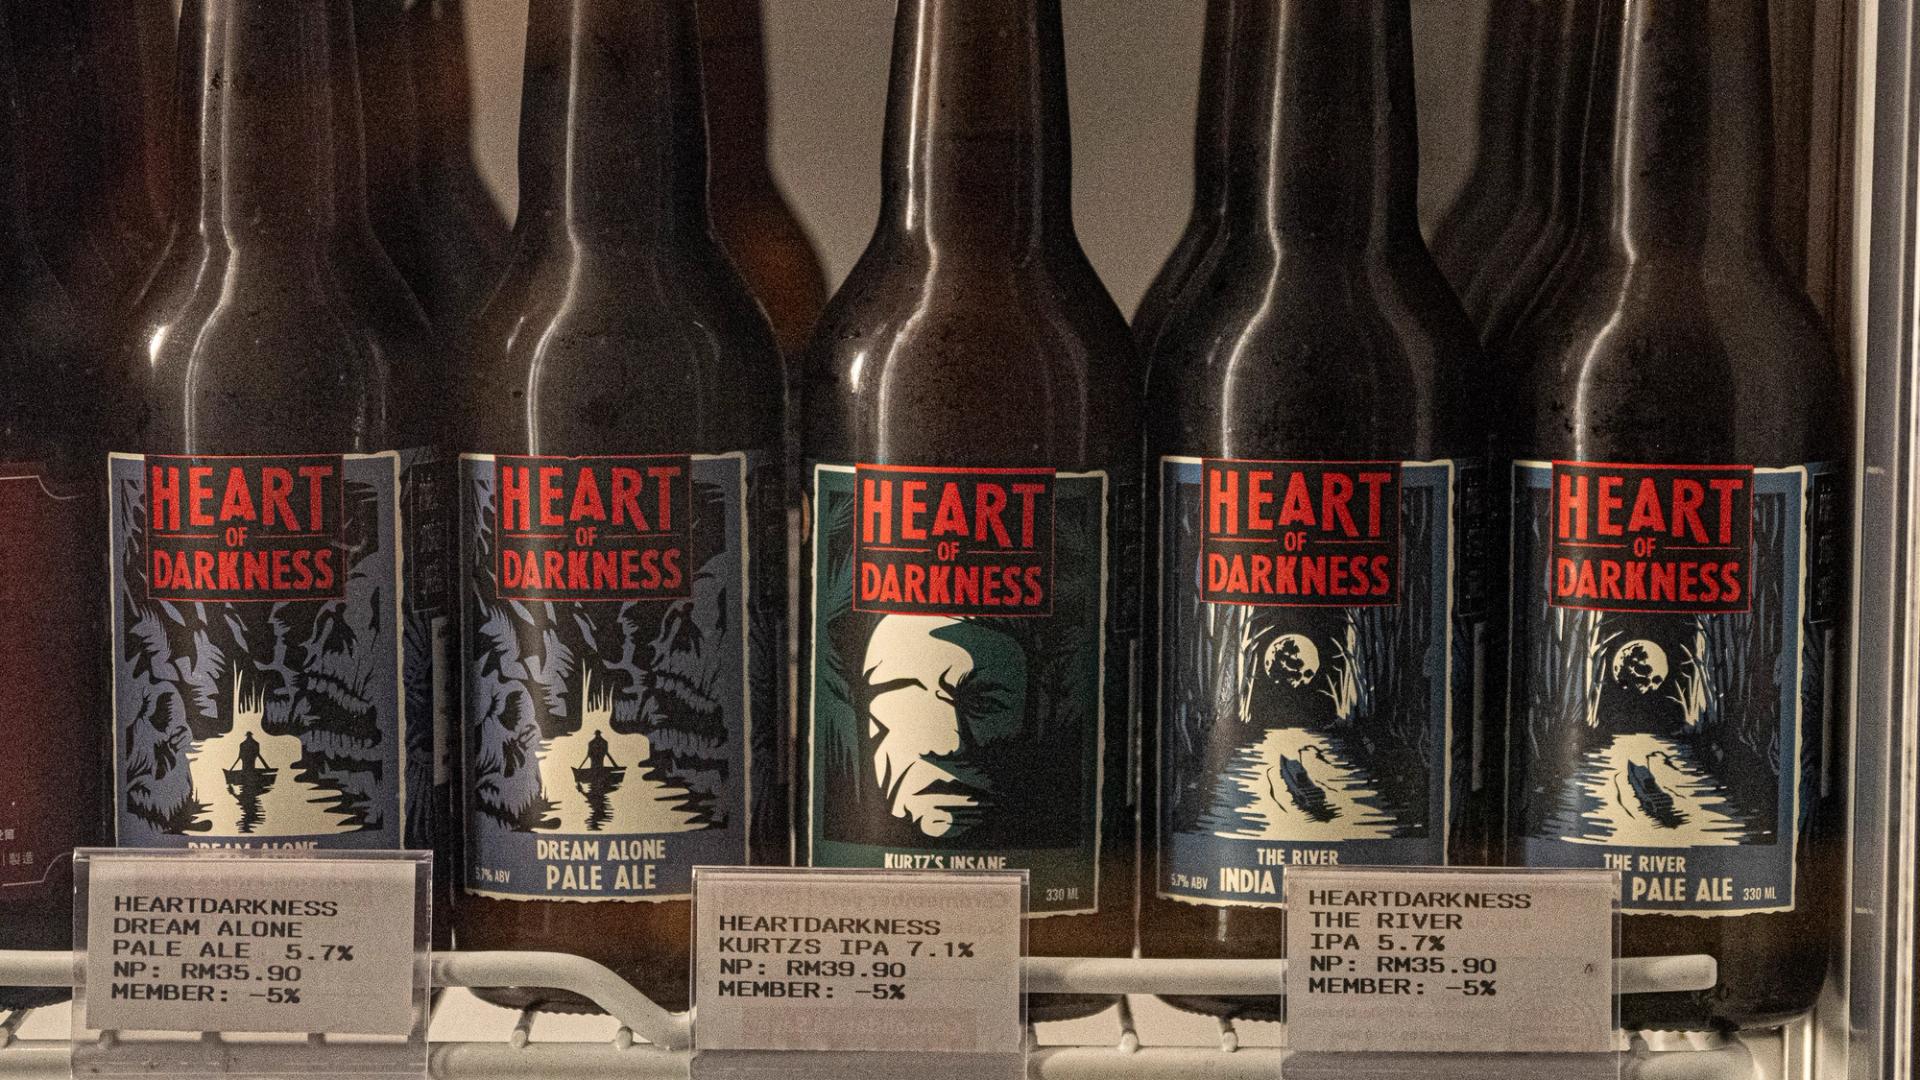 HEART
OF
DARKNESS
DREAM ALONE
HEART
OF
DARKNESS
DREAM ALONE
5.7% ABV
PALE ALE
HEART
OF
DARKNESS
KURTZ'S INSANE
330 ML
HEART
OF
DARKNESS
THE RIVER
5.7% ABV
INDIA
HEART
OF
DARKNESS
THE RIVER
PALE ALE
330 ML
HEARTDARKNESS
DREAM ALONE
PALE ALE 5.7%
NP: RM35.90
MEMBER: -5%
HEARTDARKNESS
KURTZS IPA 7.1%
NP: RM39.90
MEMBER: -5%
HEARTDARKNESS
THE RIVER
IPA 5.7%
NP: RM35.90
MEMBER: -5%